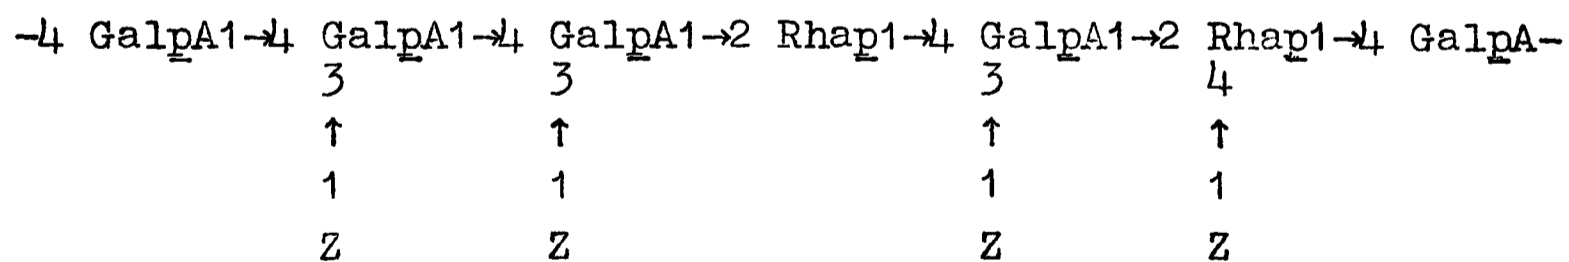 -4 GalpA1→4 GalpA1→4 GalpA1→2 Rhap1→4 GalpA1→2 Rhap1→4 GalpA-
3 3 3 4
↑ ↑ ↑ ↑
1 1 1 1
Z Z Z Z